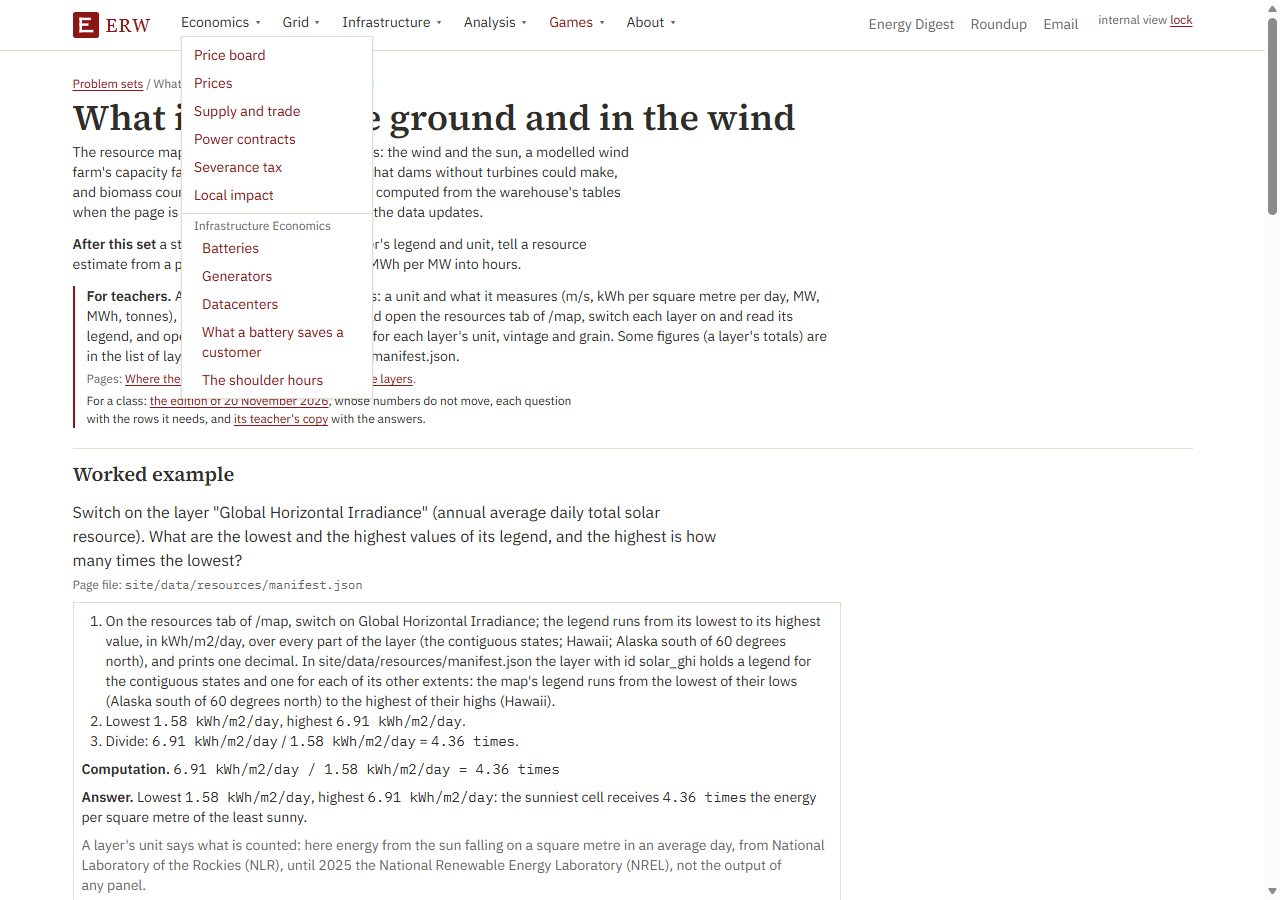 E ERW Economics Grid Infrastructure Analysis Games About Energy Digest Roundup Email internal view lock
Price board
Prices
Supply and trade
Power contracts
Severance tax
Local impact
Infrastructure Economics
Batteries
Generators
Datacenters
What a battery saves a
customer
The shoulder hours
Problem sets / What
What i e ground and in the wind
The resource map s: the wind and the sun, a modelled wind
farm's capacity fa hat dams without turbines could make,
and biomass coun computed from the warehouse's tables
when the page is the data updates.
After this set a st r's legend and unit, tell a resource
estimate from a p MWh per MW into hours.
For teachers. A s: a unit and what it measures (m/s, kWh per square metre per day, MW,
MWh, tonnes), d open the resources tab of /map, switch each layer on and read its
legend, and ope for each layer's unit, vintage and grain. Some figures (a layer's totals) are
in the list of lay manifest.json.
Pages: Where the e layers.
For a class: the edition of 20 November 2026, whose numbers do not move, each question
with the rows it needs, and its teacher's copy with the answers.
Worked example
Switch on the layer "Global Horizontal Irradiance" (annual average daily total solar
resource). What are the lowest and the highest values of its legend, and the highest is how
many times the lowest?
Page file: site/data/resources/manifest.json
1. On the resources tab of /map, switch on Global Horizontal Irradiance; the legend runs from its lowest to its highest
value, in kWh/m2/day, over every part of the layer (the contiguous states; Hawaii; Alaska south of 60 degrees
north), and prints one decimal. In site/data/resources/manifest.json the layer with id solar_ghi holds a legend for
the contiguous states and one for each of its other extents: the map's legend runs from the lowest of their lows
(Alaska south of 60 degrees north) to the highest of their highs (Hawaii).
2. Lowest 1.58 kWh/m2/day, highest 6.91 kWh/m2/day.
3. Divide: 6.91 kWh/m2/day / 1.58 kWh/m2/day = 4.36 times.
Computation. 6.91 kWh/m2/day / 1.58 kWh/m2/day = 4.36 times
Answer. Lowest 1.58 kWh/m2/day, highest 6.91 kWh/m2/day: the sunniest cell receives 4.36 times the energy
per square metre of the least sunny.
A layer's unit says what is counted: here energy from the sun falling on a square metre in an average day, from National
Laboratory of the Rockies (NLR), until 2025 the National Renewable Energy Laboratory (NREL), not the output of
any panel.